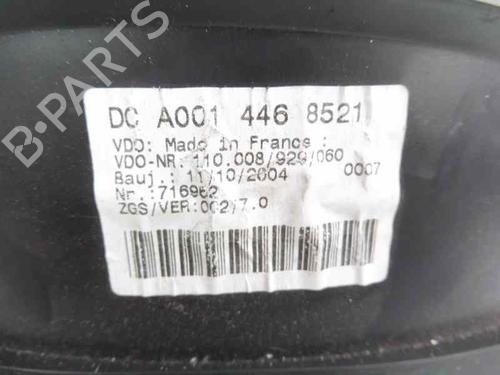 DC A001 446 8521
VDO: Made in France :
VDO-NR: 110.008/929/060
Bauj.: 11/10/2004 0007
Nr.:716962
ZGS/VER:002/7.0
B-PARTS